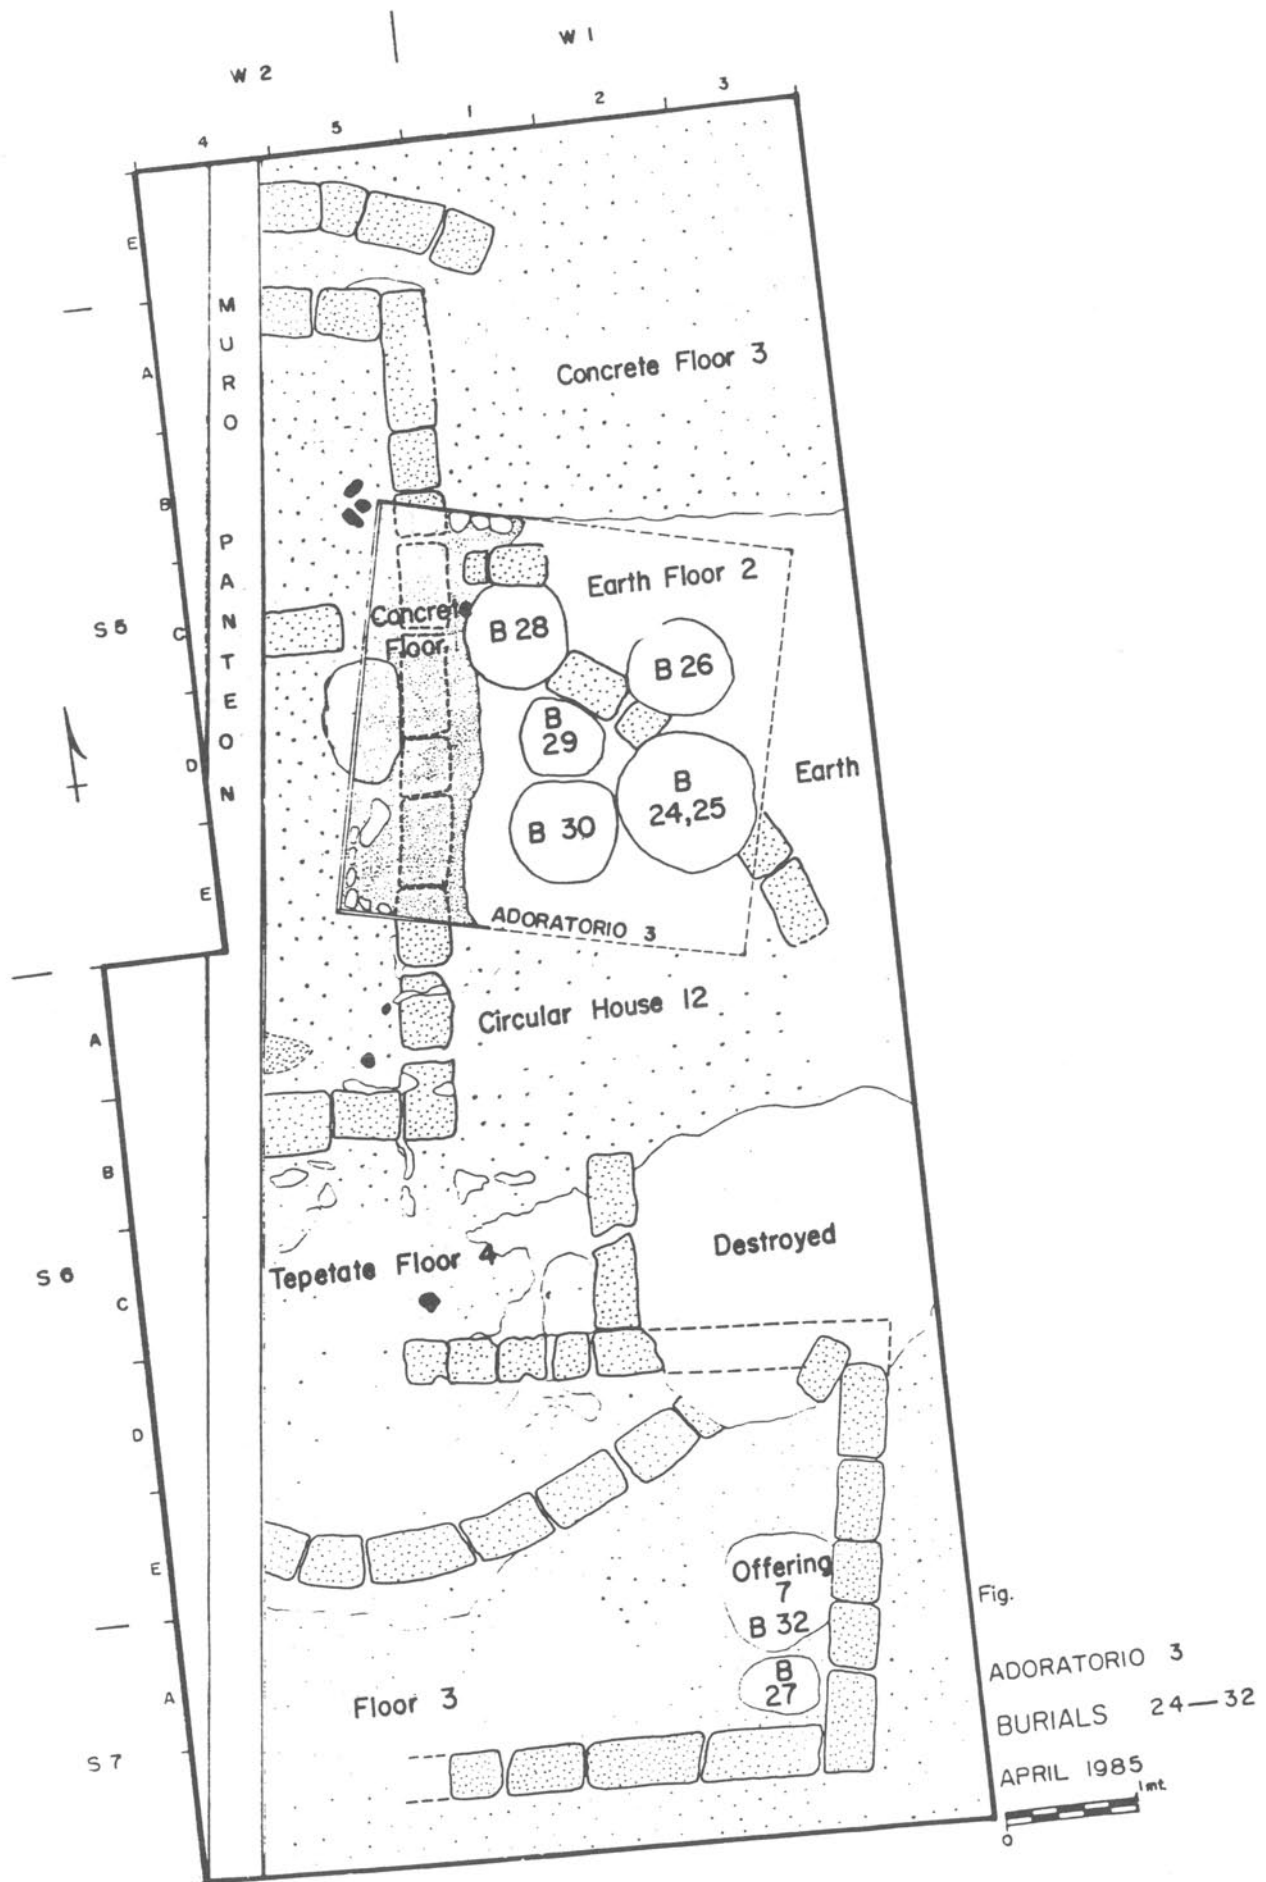 W 2
W 1
4
5
1
2
3
E
A
B
C
D
E
S 5
MURO PANTEON
Concrete Floor 3
Earth Floor 2
Concrete
Floor
B 28
B 26
B
29
B
24,25
B 30
Earth
ADORATORIO 3
Circular House 12
A
B
C
D
E
S 6
Tepetate Floor 4
Destroyed
Offering
7
B 32
B
27
A
S 7
Floor 3
Fig.
ADORATORIO 3
BURIALS 24—32
APRIL 1985
1mt.
0